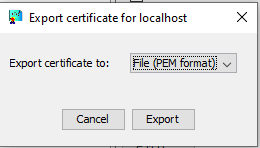 Export certificate for localhost
Export certificate to: File (PEM format)
Cancel Export